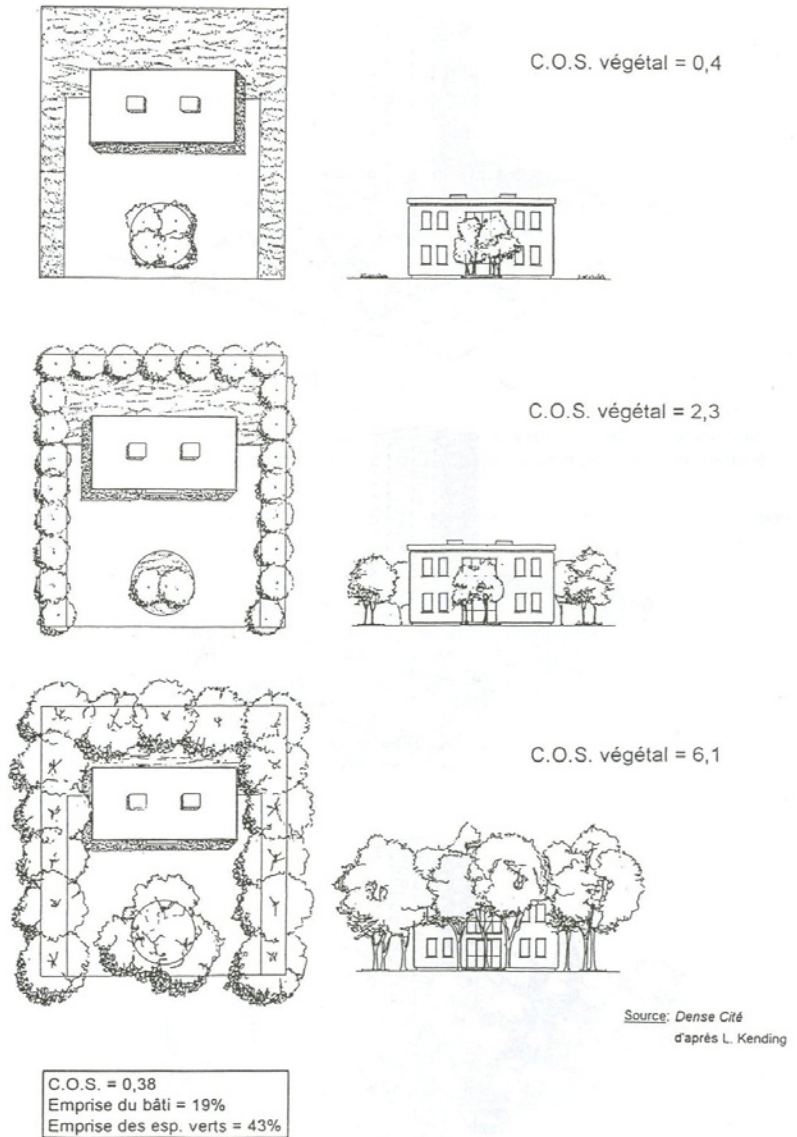 C.O.S. végétal = 0,4
C.O.S. végétal = 2,3
C.O.S. végétal = 6,1
Source: Dense Cité
d'après L. Kending
C.O.S. = 0,38
Emprise du bâti = 19%
Emprise des esp. verts = 43%